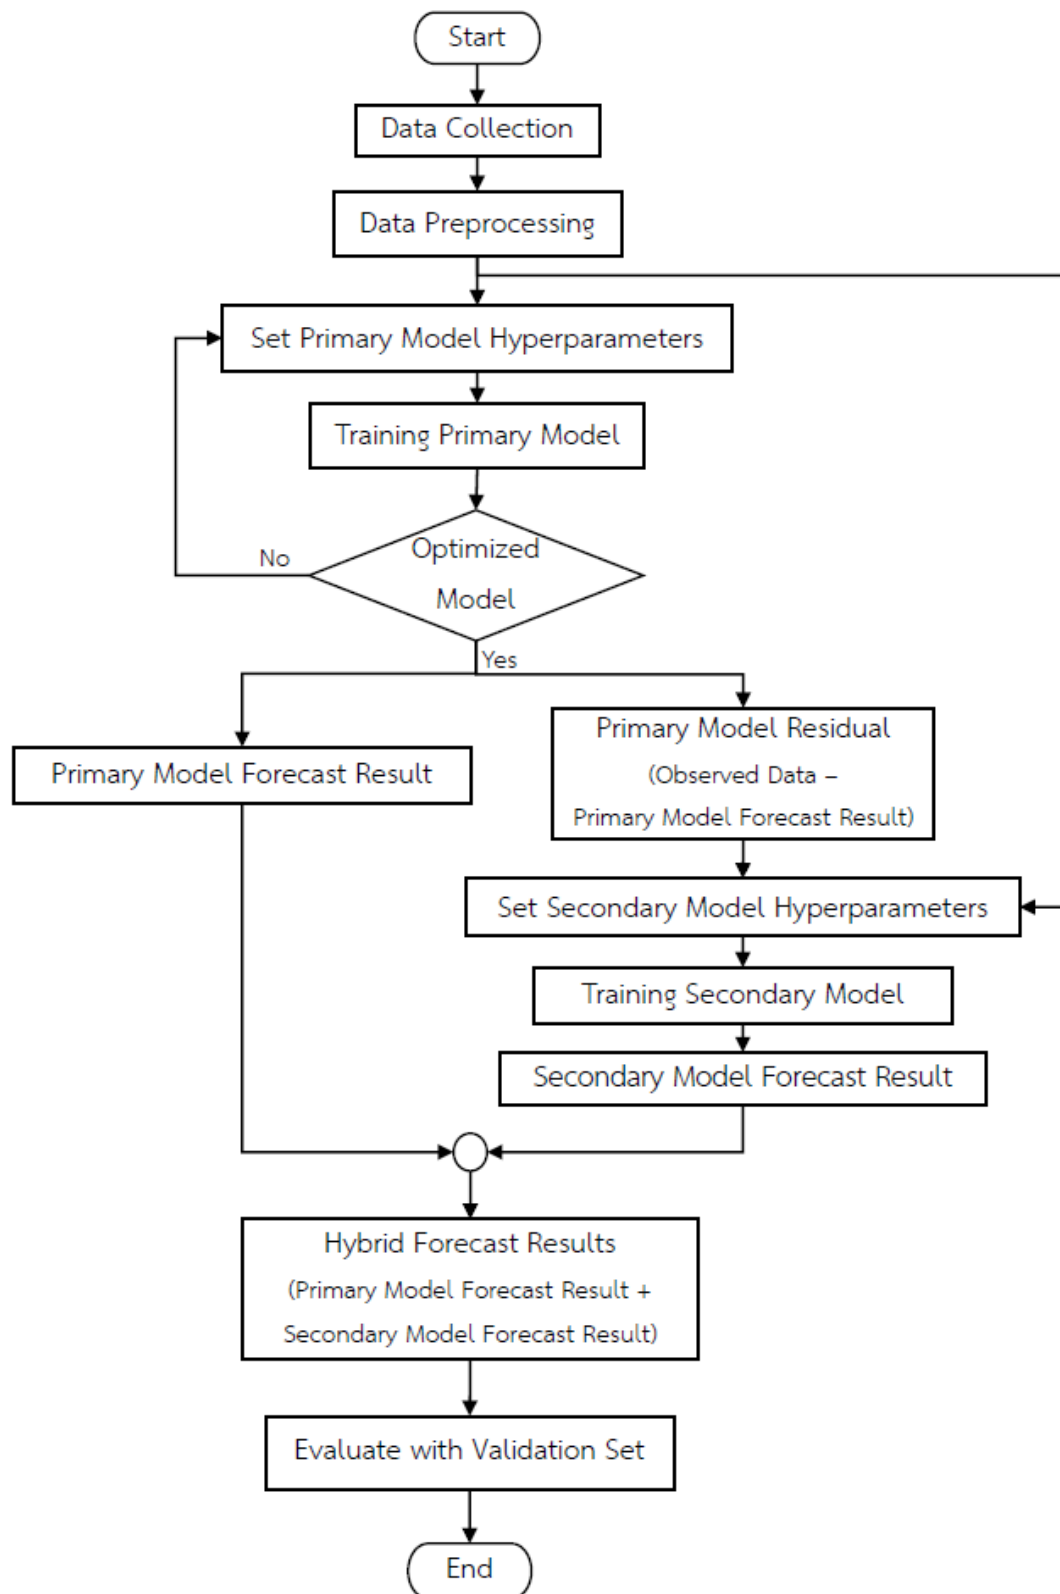 Start
Data Collection
Data Preprocessing
Set Primary Model Hyperparameters
Training Primary Model
Optimized
Model
No
Yes
Primary Model Forecast Result
Primary Model Residual
(Observed Data –
Primary Model Forecast Result)
Set Secondary Model Hyperparameters
Training Secondary Model
Secondary Model Forecast Result
Hybrid Forecast Results
(Primary Model Forecast Result +
Secondary Model Forecast Result)
Evaluate with Validation Set
End